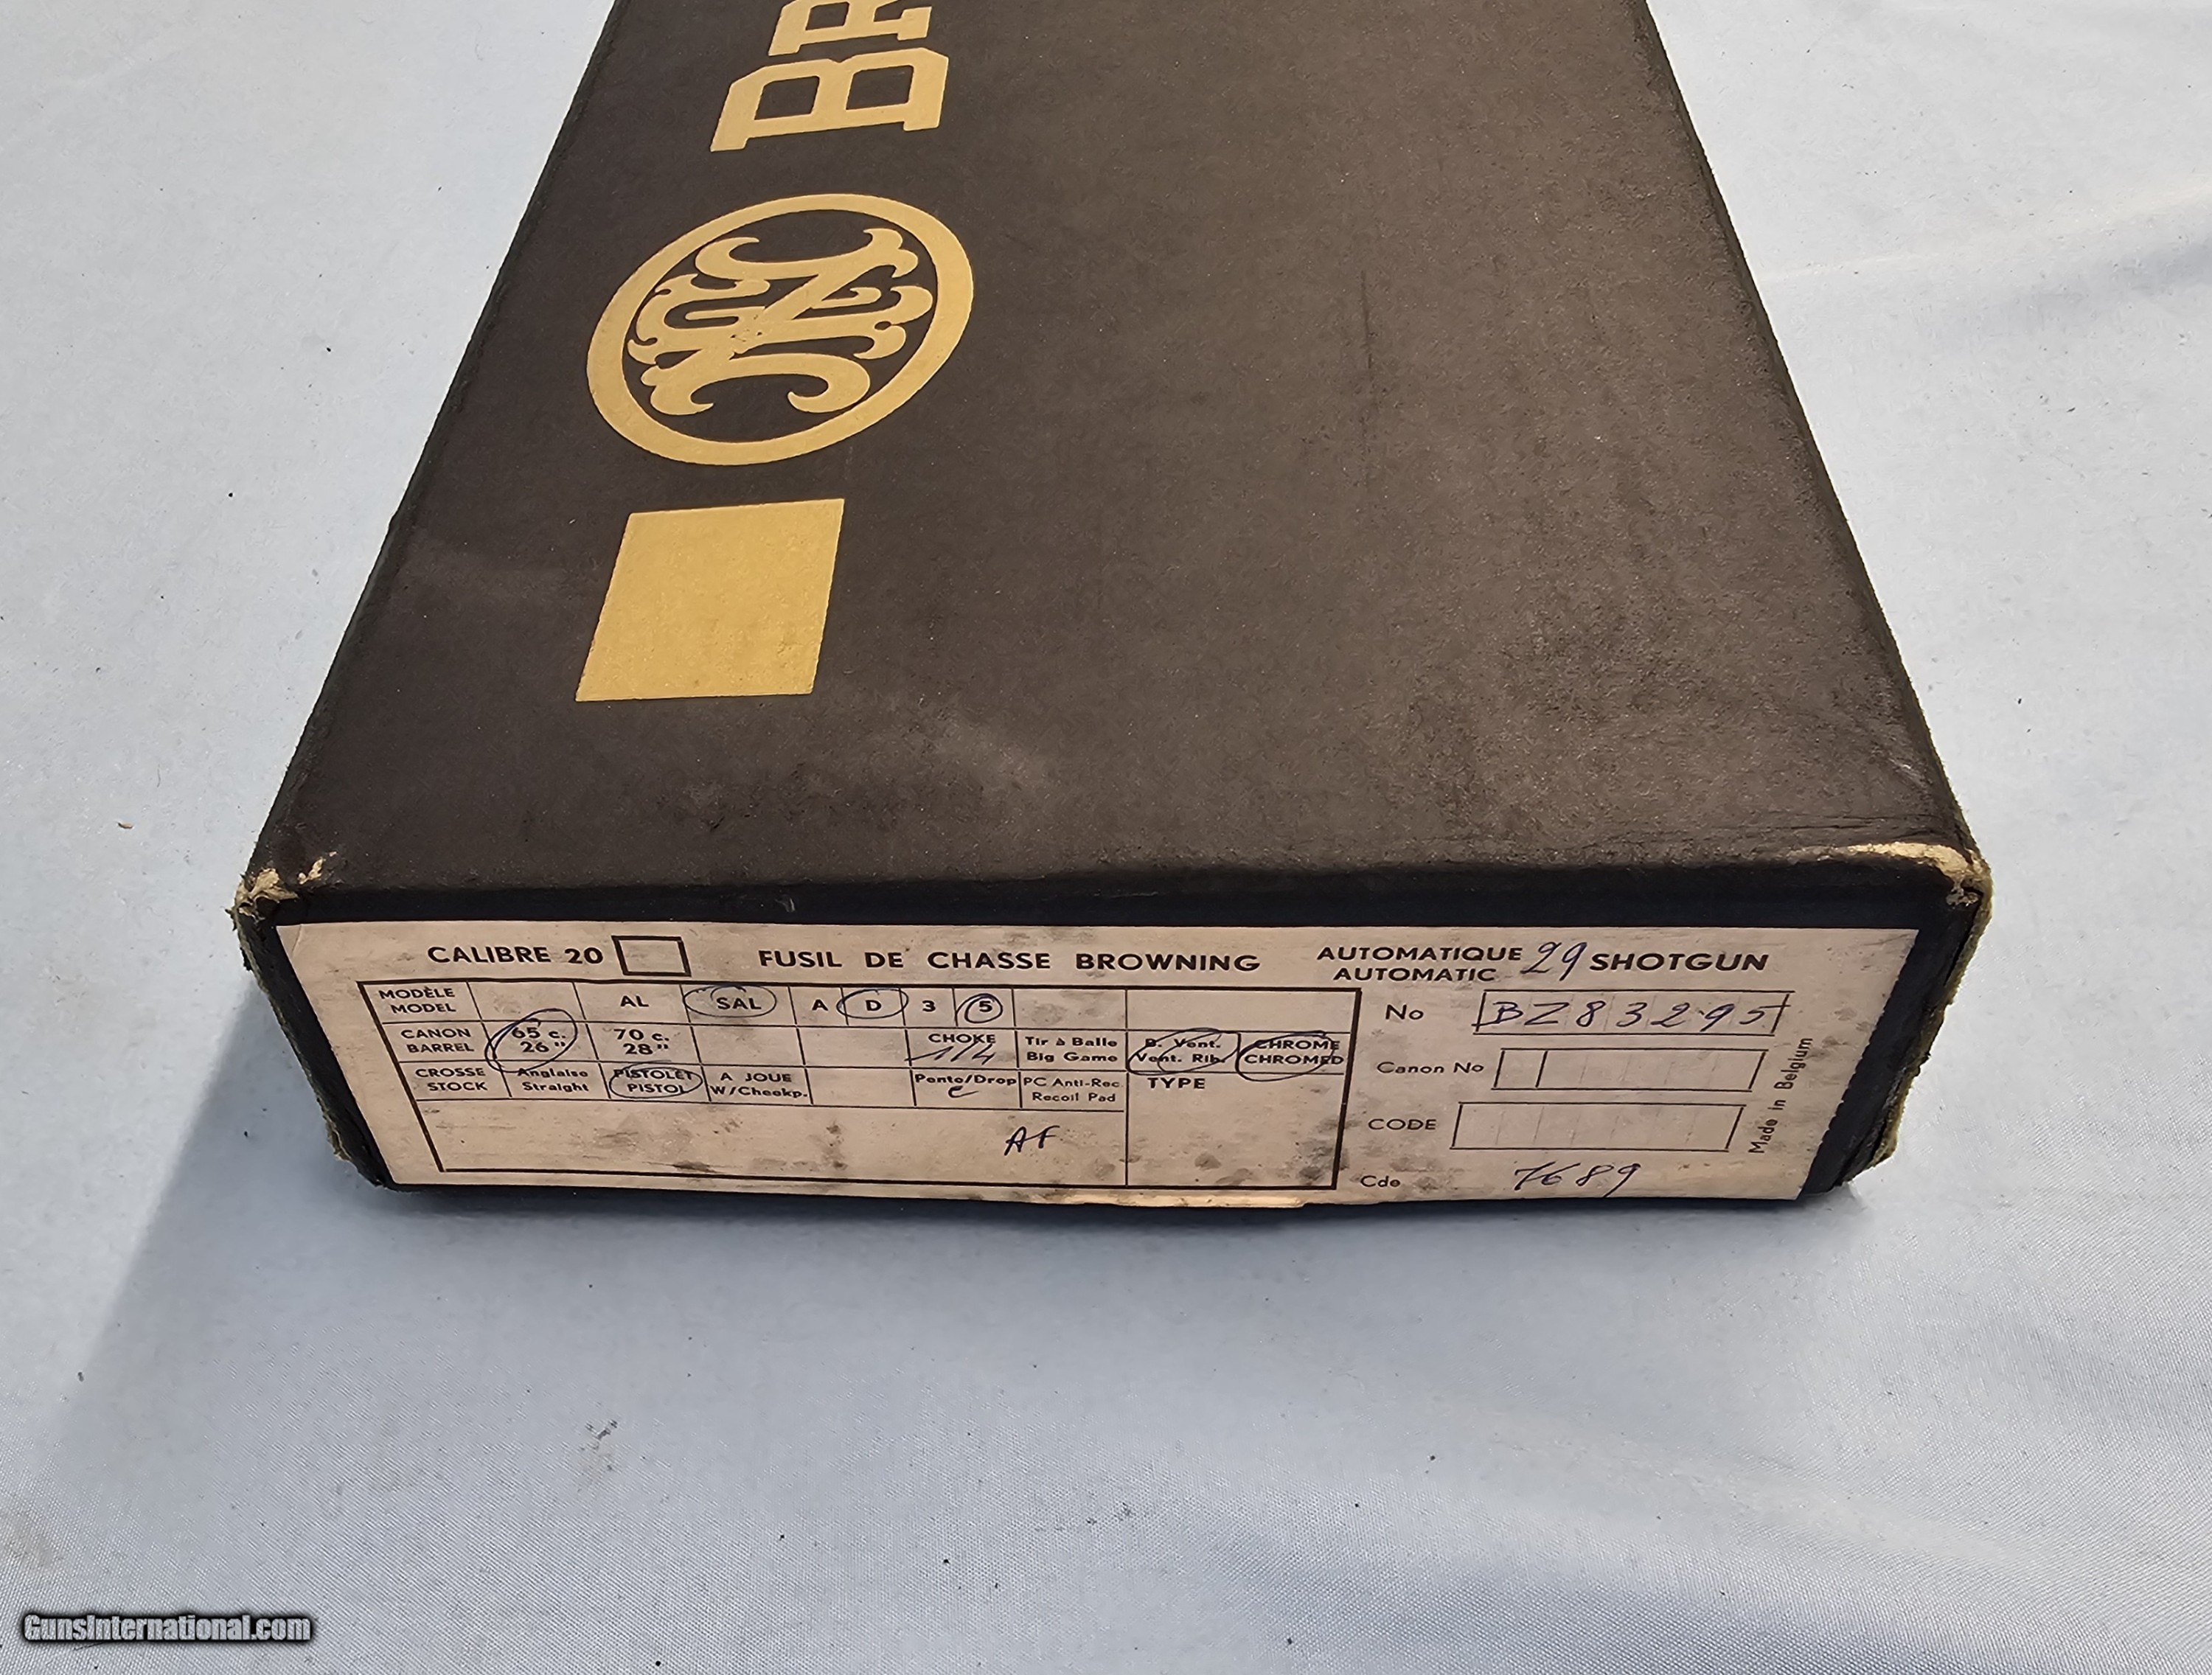 BR
FN
CALIBRE 20 FUSIL DE CHASSE BROWNING AUTOMATIQUE AUTOMATIC 29 SHOTGUN
MODÈLE MODEL AL SAL A D 3 5
CANON BARREL 65 c. 26" 70 c. 28" CHOKE 1/4 Tir à Balle Big Game B. Vent. Vent. Rib. CHROME CHROMED
CROSSE STOCK Anglaise Straight PISTOLET PISTOL A JOUE W/Cheekp. Pente/Drop c PC Anti-Rec. Recoil Pad TYPE
AF
No BZ83295
Canon No
CODE
Cde 7689
Made in Belgium
GunsInternational.com